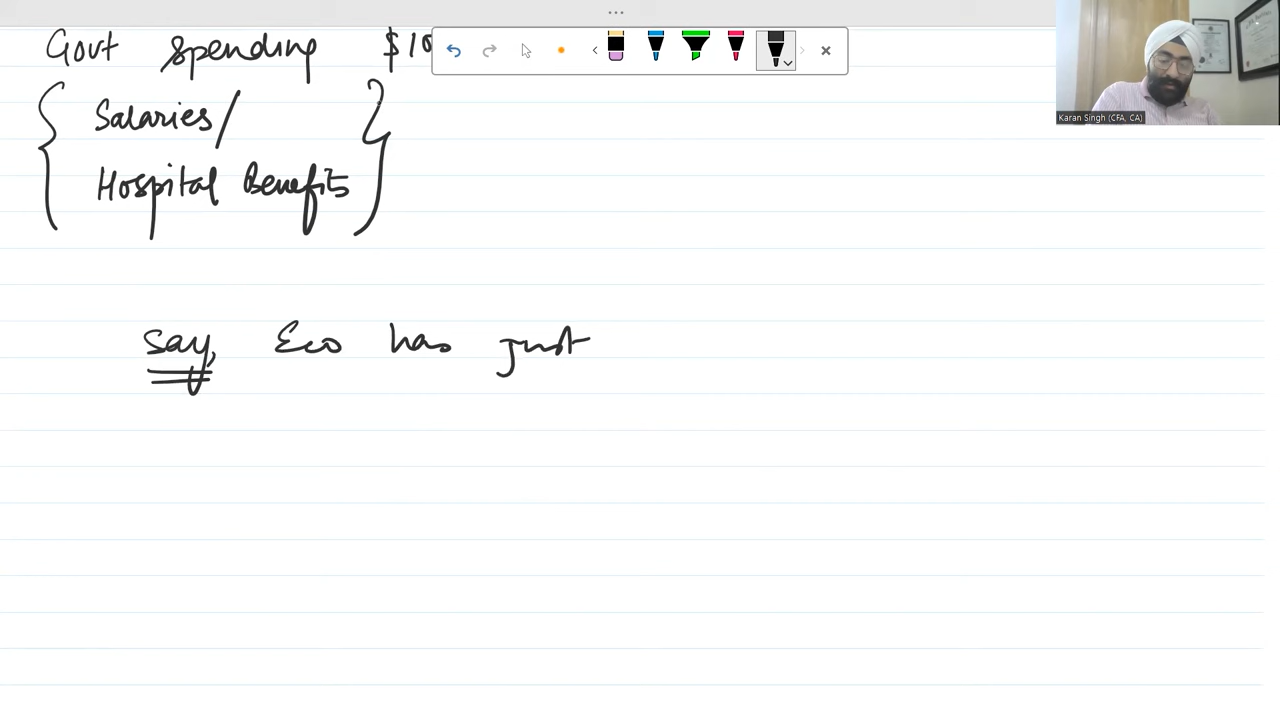 Govt spending $10
Salaries/
Hospital Benefits
Say, Eco has just
Karan Singh (CFA, CA)